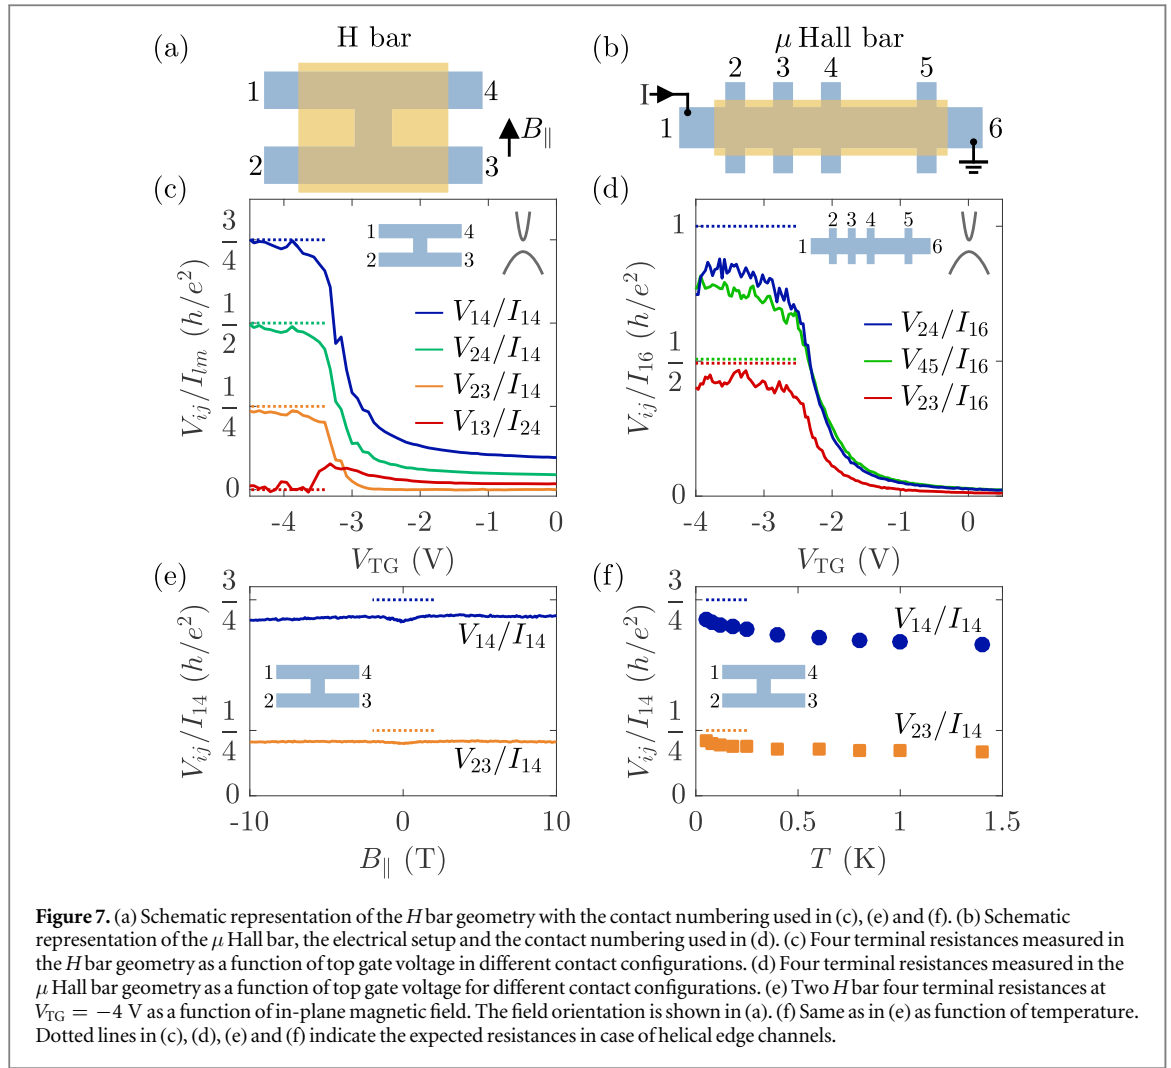 (a)
H bar
1
4
2
3
B∥
(b)
μ Hall bar
2 3 4 5
I
1
6
(c)
V_ij/I_lm (h/e²)
3/4
1/2
1/4
0
1 4
2 3
V₁₄/I₁₄
V₂₄/I₁₄
V₂₃/I₁₄
V₁₃/I₂₄
-4 -3 -2 -1 0
V_TG (V)
(d)
V_ij/I₁₆ (h/e²)
1
1/2
0
2 3 4 5
1 6
V₂₄/I₁₆
V₄₅/I₁₆
V₂₃/I₁₆
-4 -3 -2 -1 0
V_TG (V)
(e)
V_ij/I₁₄ (h/e²)
3/4
1/4
0
V₁₄/I₁₄
1 4
2 3
V₂₃/I₁₄
-10 0 10
B∥ (T)
(f)
V_ij/I₁₄ (h/e²)
3/4
1/4
0
V₁₄/I₁₄
1 4
2 3
V₂₃/I₁₄
0 0.5 1 1.5
T (K)
Figure 7. (a) Schematic representation of the H bar geometry with the contact numbering used in (c), (e) and (f). (b) Schematic
representation of the μ Hall bar, the electrical setup and the contact numbering used in (d). (c) Four terminal resistances measured in
the H bar geometry as a function of top gate voltage in different contact configurations. (d) Four terminal resistances measured in the
μ Hall bar geometry as a function of top gate voltage for different contact configurations. (e) Two H bar four terminal resistances at
V_TG = −4 V as a function of in-plane magnetic field. The field orientation is shown in (a). (f) Same as in (e) as function of temperature.
Dotted lines in (c), (d), (e) and (f) indicate the expected resistances in case of helical edge channels.